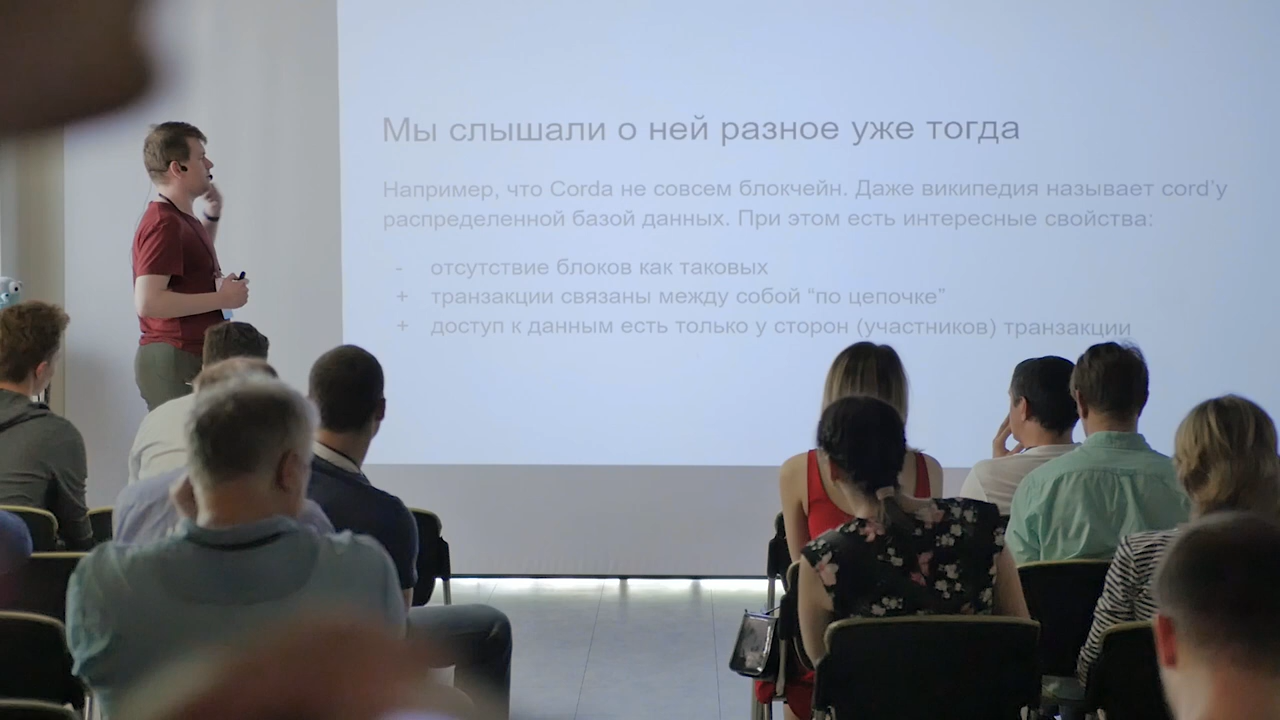 Мы слышали о ней разное уже тогда
Например, что Corda не совсем блокчейн. Даже википедия называет cord'у
распределенной базой данных. При этом есть интересные свойства:
- отсутствие блоков как таковых
+ транзакции связаны между собой “по цепочке”
+ доступ к данным есть только у сторон (участников) транзакции